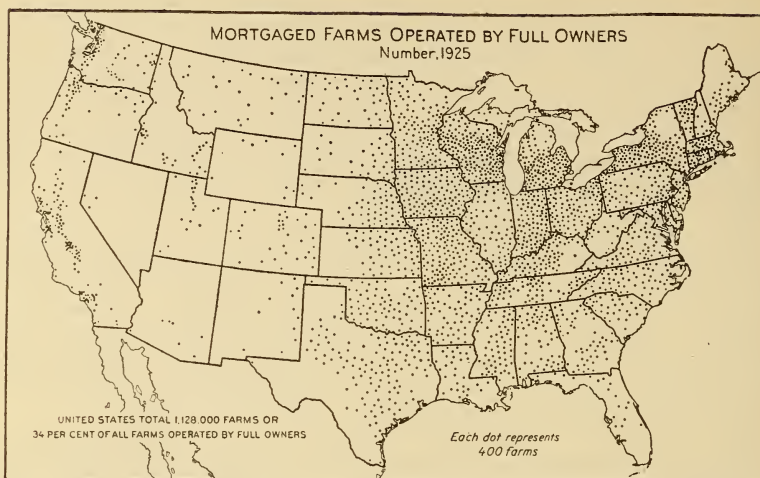 MORTGAGED FARMS OPERATED BY FULL OWNERS
Number, 1925
UNITED STATES TOTAL 1,128,000 FARMS OR
34 PER CENT OF ALL FARMS OPERATED BY FULL OWNERS
Each dot represents
400 farms